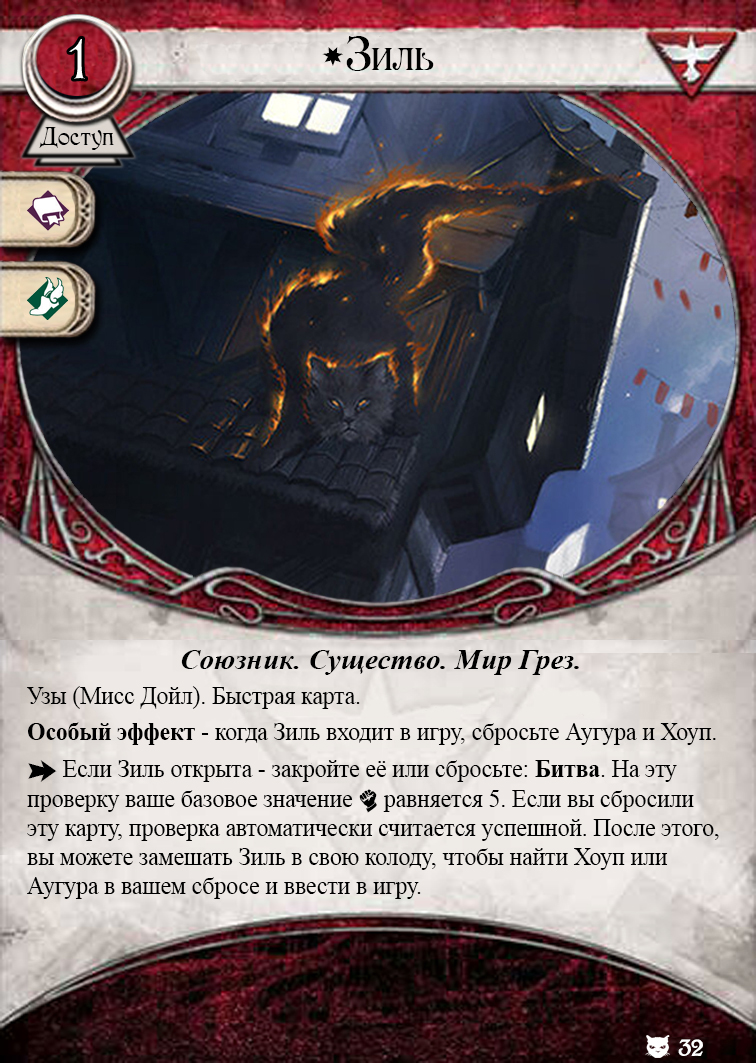 1
Зиль
Доступ
Союзник. Существо. Мир Грез.
Узы (Мисс Дойл). Быстрая карта.
Особый эффект - когда Зиль входит в игру, сбросьте Аугура и Хоуп.
Если Зиль открыта - закройте её или сбросьте: Битва. На эту
проверку ваше базовое значение равняется 5. Если вы сбросили
эту карту, проверка автоматически считается успешной. После этого,
вы можете замешать Зиль в свою колоду, чтобы найти Хоуп или
Аугура в вашем сбросе и ввести в игру.
32